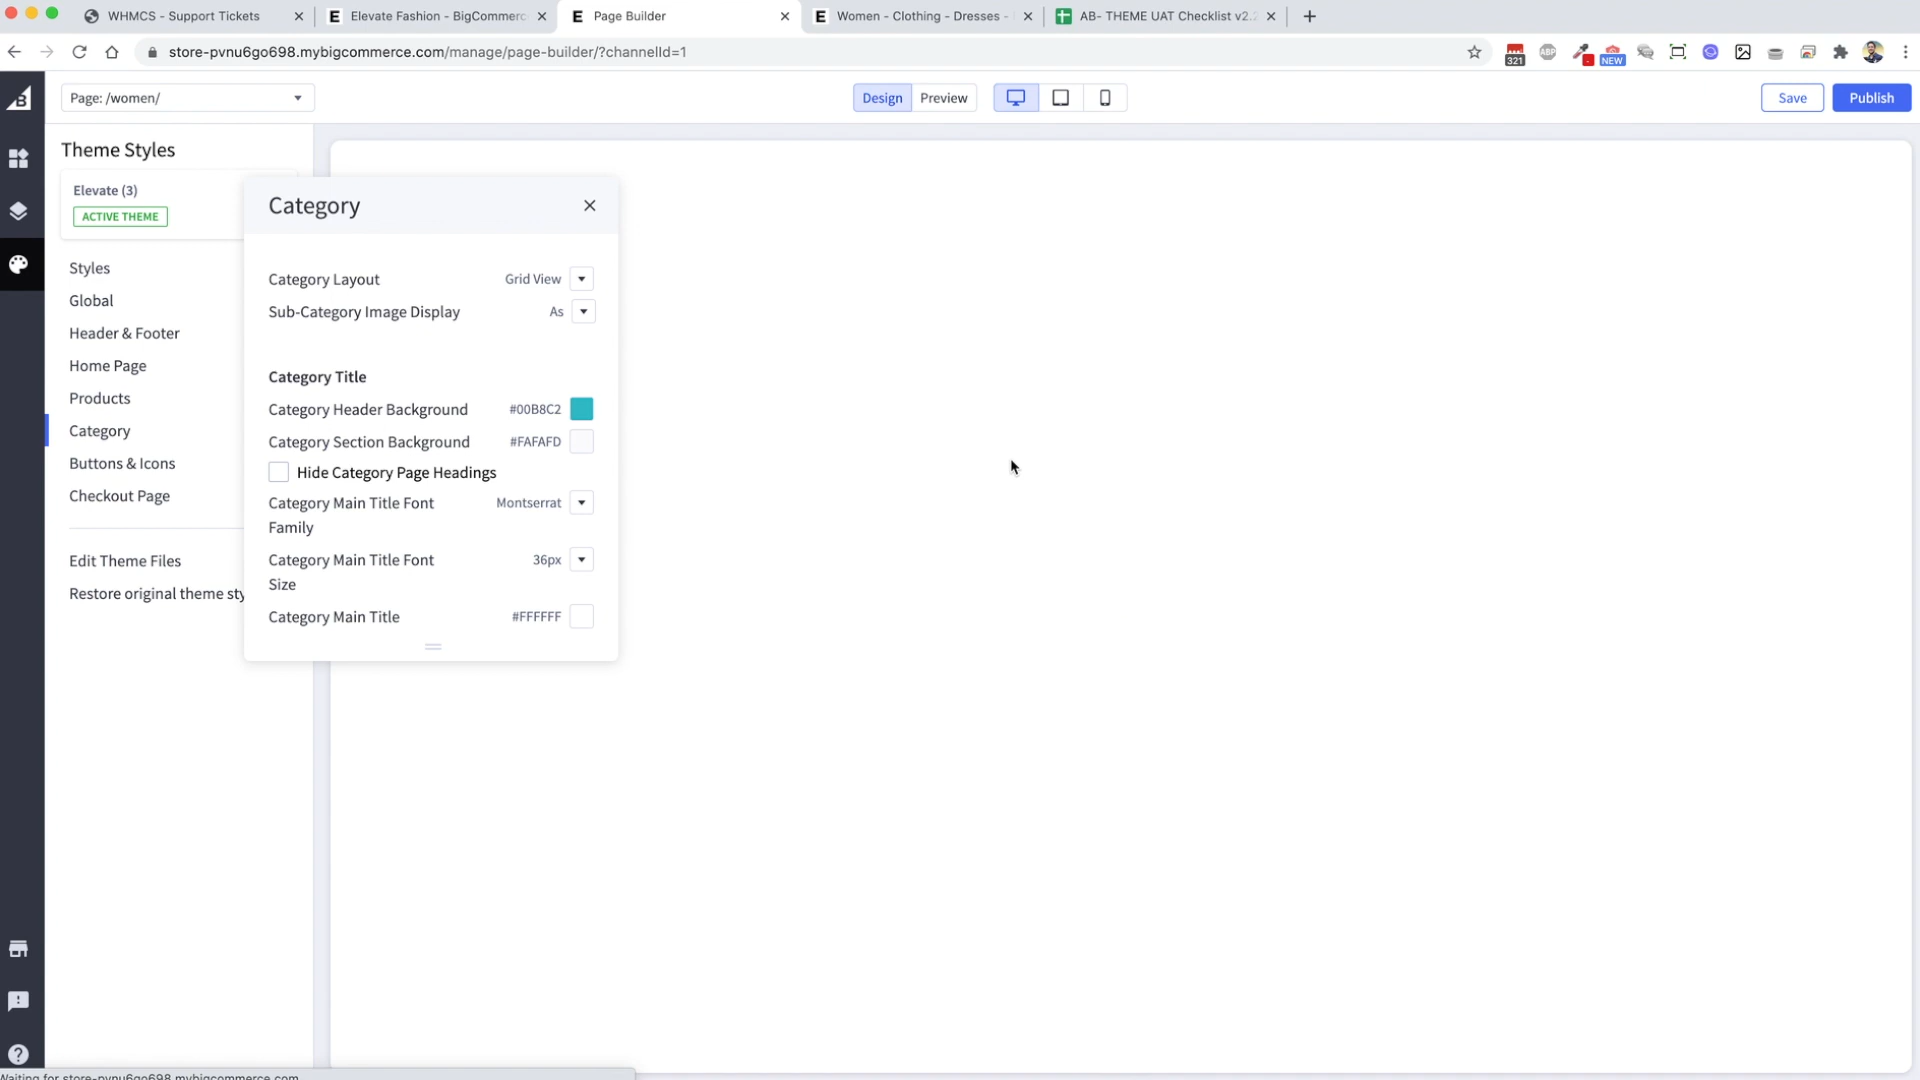 WHMCS - Support Tickets
Elevate Fashion - BigCommerc
Page Builder
Women - Clothing - Dresses -
AB- THEME UAT Checklist v2.
store-pvnu6go698.mybigcommerce.com/manage/page-builder/?channelId=1
321
ABP
NEW
Page: /women/
Design
Preview
Save
Publish
Theme Styles
Elevate (3)
ACTIVE THEME
Styles
Global
Header & Footer
Home Page
Products
Category
Buttons & Icons
Checkout Page
Edit Theme Files
Restore original theme sty
Category
Category Layout
Grid View
Sub-Category Image Display
As
Category Title
Category Header Background
#00B8C2
Category Section Background
#FAFAFD
Hide Category Page Headings
Category Main Title Font
Family
Montserrat
Category Main Title Font
Size
36px
Category Main Title
#FFFFFF
Waiting for store-pvnu6go698.mybigcommerce.com